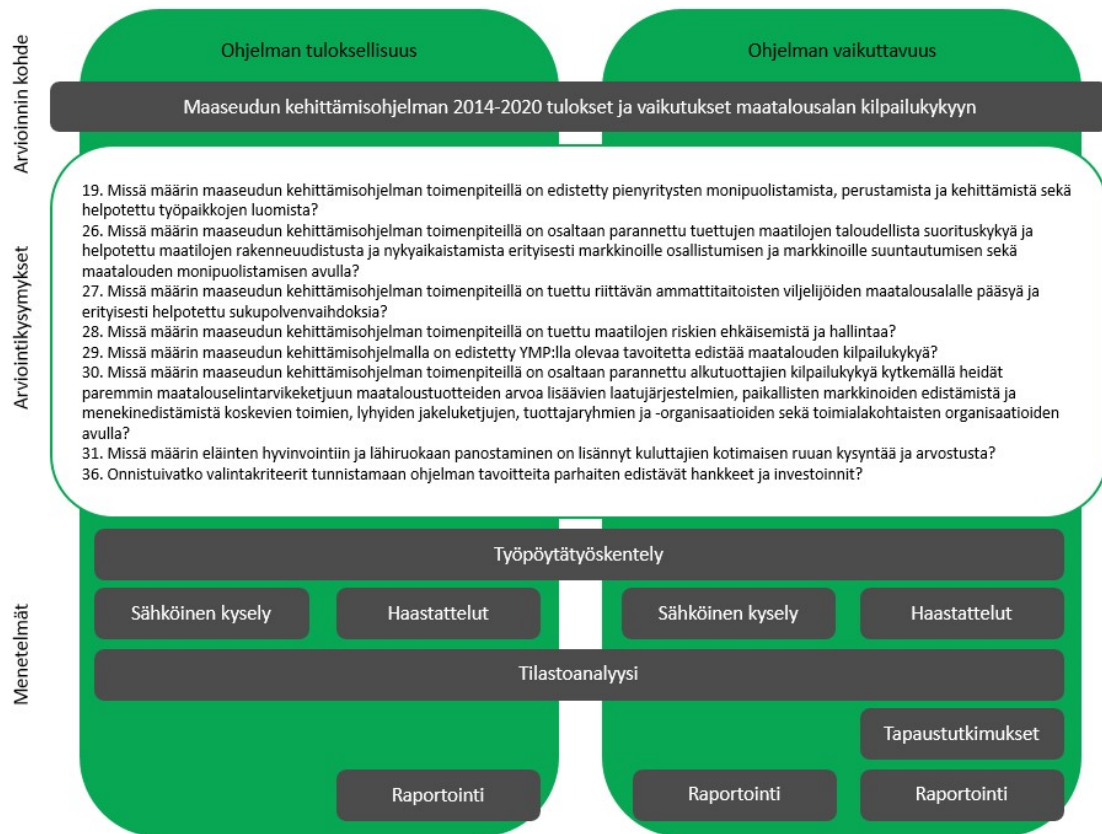 Ohjelman tuloksellisuus
Ohjelman vaikuttavuus
Arvioinnin kohde
Maaseudun kehittämisohjelman 2014-2020 tulokset ja vaikutukset maatalousalan kilpailukykyyn
Arviointikysymykset
19. Missä määrin maaseudun kehittämisohjelman toimenpiteillä on edistetty pienyritysten monipuolistamista, perustamista ja kehittämistä sekä
helpotettu työpaikkojen luomista?
26. Missä määrin maaseudun kehittämisohjelman toimenpiteillä on osaltaan parannettu tuettujen maatilojen taloudellista suorituskykyä ja
helpotettu maatilojen rakenneuudistusta ja nykyaikaistamista erityisesti markkinoille osallistumisen ja markkinoille suuntautumisen sekä
maatalouden monipuolistamisen avulla?
27. Missä määrin maaseudun kehittämisohjelman toimenpiteillä on tuettu riittävän ammattitaitoisten viljelijöiden maatalousalalle pääsyä ja
erityisesti helpotettu sukupolvenvaihdoksia?
28. Missä määrin maaseudun kehittämisohjelman toimenpiteillä on tuettu maatilojen riskien ehkäisemistä ja hallintaa?
29. Missä määrin maaseudun kehittämisohjelmalla on edistetty YMP:lla olevaa tavoitetta edistää maatalouden kilpailukykyä?
30. Missä määrin maaseudun kehittämisohjelman toimenpiteillä on osaltaan parannettu alkutuottajien kilpailukykyä kytkemällä heidät
paremmin maatalouselintarvikeketjuun maataloustuotteiden arvoa lisäävien laatujärjestelmien, paikallisten markkinoiden edistämistä ja
menekinedistämistä koskevien toimien, lyhyiden jakeluketjujen, tuottajaryhmien ja -organisaatioiden sekä toimialakohtaisten organisaatioiden
avulla?
31. Missä määrin eläinten hyvinvointiin ja lähiruokaan panostaminen on lisännyt kuluttajien kotimaisen ruuan kysyntää ja arvostusta?
36. Onnistuivatko valintakriteerit tunnistamaan ohjelman tavoitteita parhaiten edistävät hankkeet ja investoinnit?
Menetelmät
Työpöytätyöskentely
Sähköinen kysely
Haastattelut
Sähköinen kysely
Haastattelut
Tilastoanalyysi
Tapaustutkimukset
Raportointi
Raportointi
Raportointi